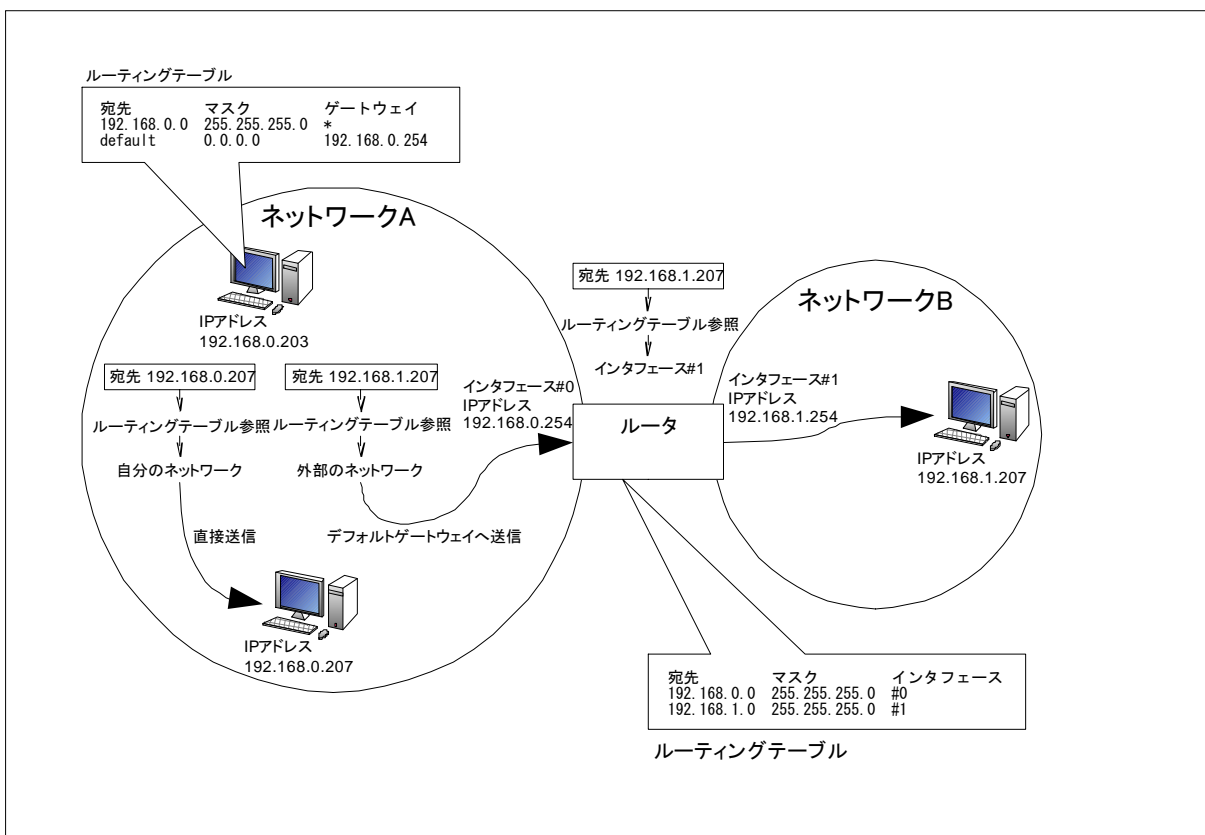 ルーティングテーブル
宛先 マスク ゲートウェイ
192.168.0.0 255.255.255.0 *
default 0.0.0.0 192.168.0.254
ネットワークA
IPアドレス
192.168.0.203
宛先 192.168.0.207
ルーティングテーブル参照
自分のネットワーク
直接送信
IPアドレス
192.168.0.207
宛先 192.168.1.207
ルーティングテーブル参照
外部のネットワーク
デフォルトゲートウェイへ送信
インタフェース#0
IPアドレス
192.168.0.254
宛先 192.168.1.207
ルーティングテーブル参照
インタフェース#1
ルータ
インタフェース#1
IPアドレス
192.168.1.254
ネットワークB
IPアドレス
192.168.1.207
宛先 マスク インタフェース
192.168.0.0 255.255.255.0 #0
192.168.1.0 255.255.255.0 #1
ルーティングテーブル